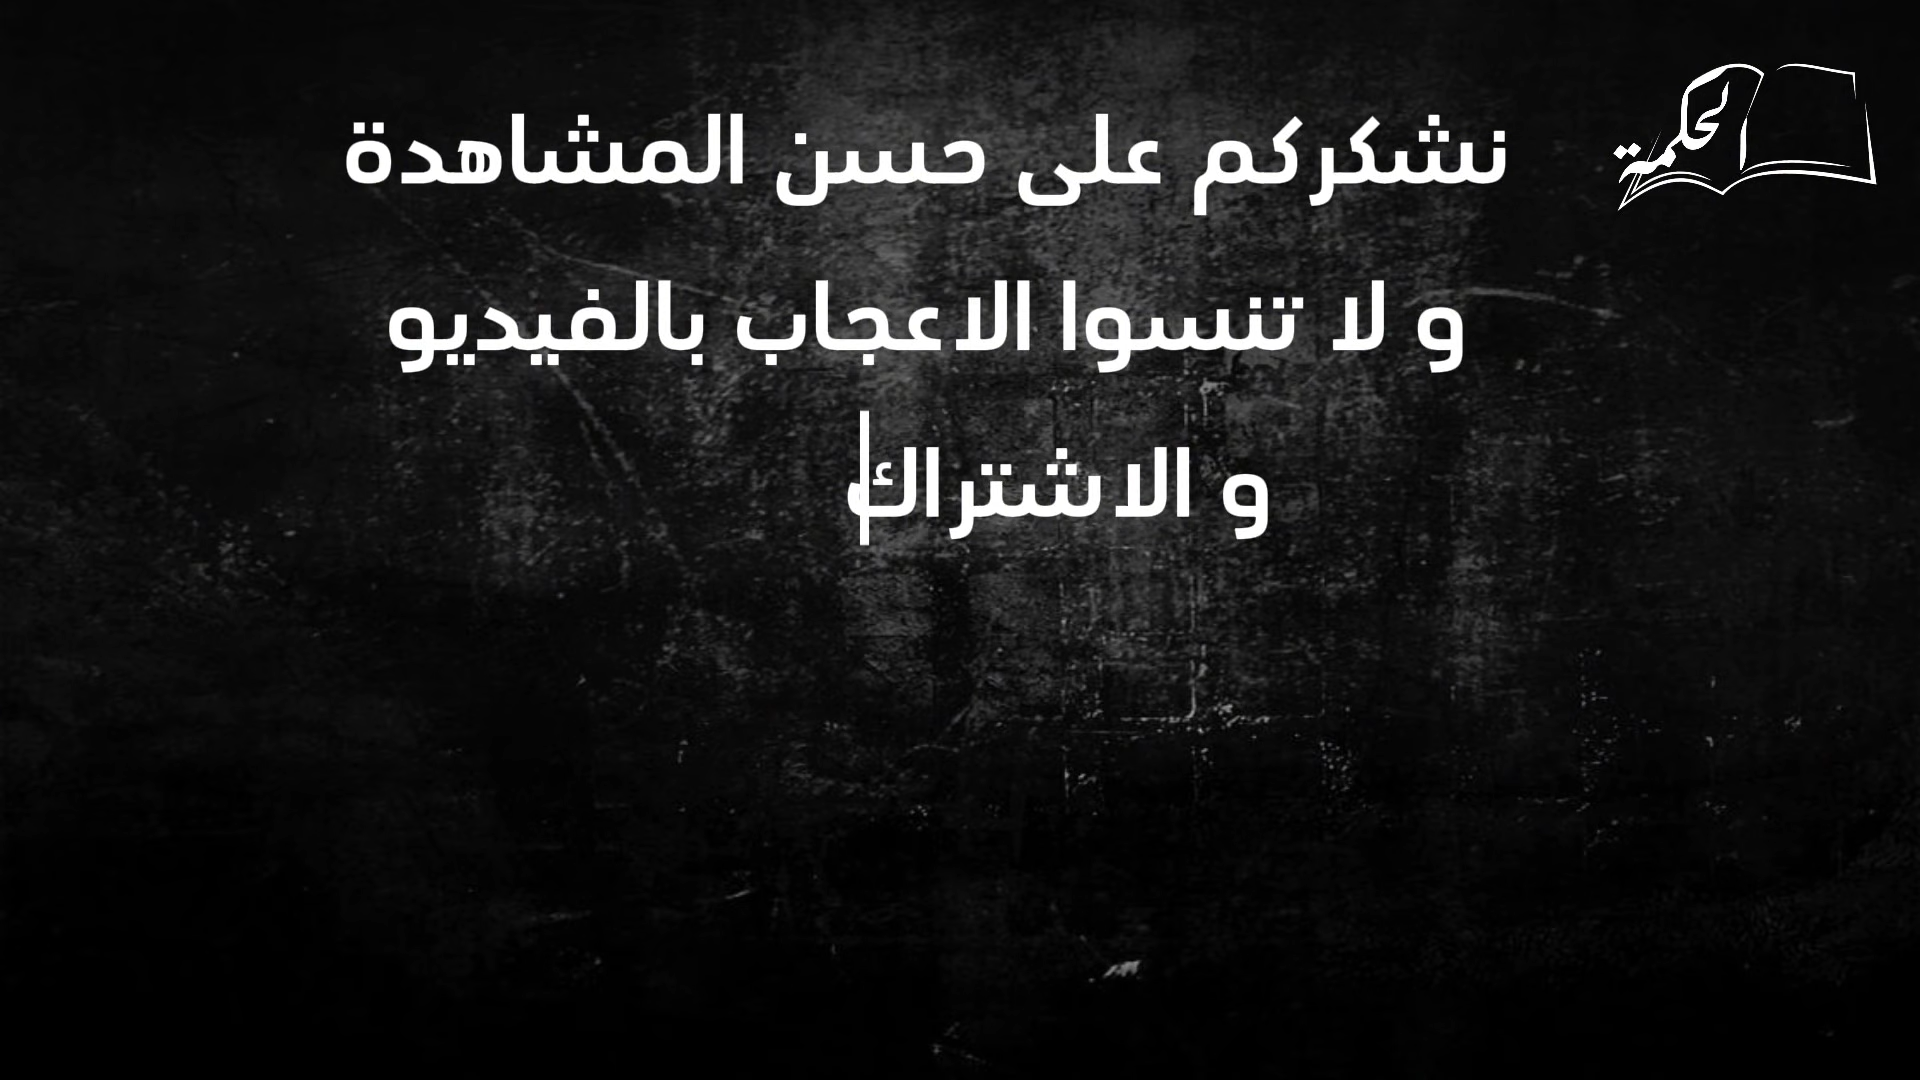 نشكركم على حسن المشاهدة
الحكمة
و لا تنسوا الاعجاب بالفيديو
و الاشتراك